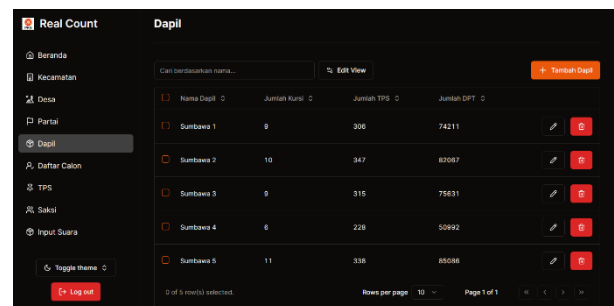 Real Count
Dapil
Beranda
Kecamatan
Desa
Partai
Dapil
Daftar Calon
TPS
Saksi
Input Suara
Toggle theme
Log out
Cari berdasarkan nama...
Edit View
+ Tambah Dapil
Nama Dapil Jumlah Kursi Jumlah TPS Jumlah DPT
Sumbawa 1 9 306 74211
Sumbawa 2 10 347 82067
Sumbawa 3 9 315 75631
Sumbawa 4 6 228 50992
Sumbawa 5 11 338 85086
0 of 5 row(s) selected. Rows per page 10 Page 1 of 1